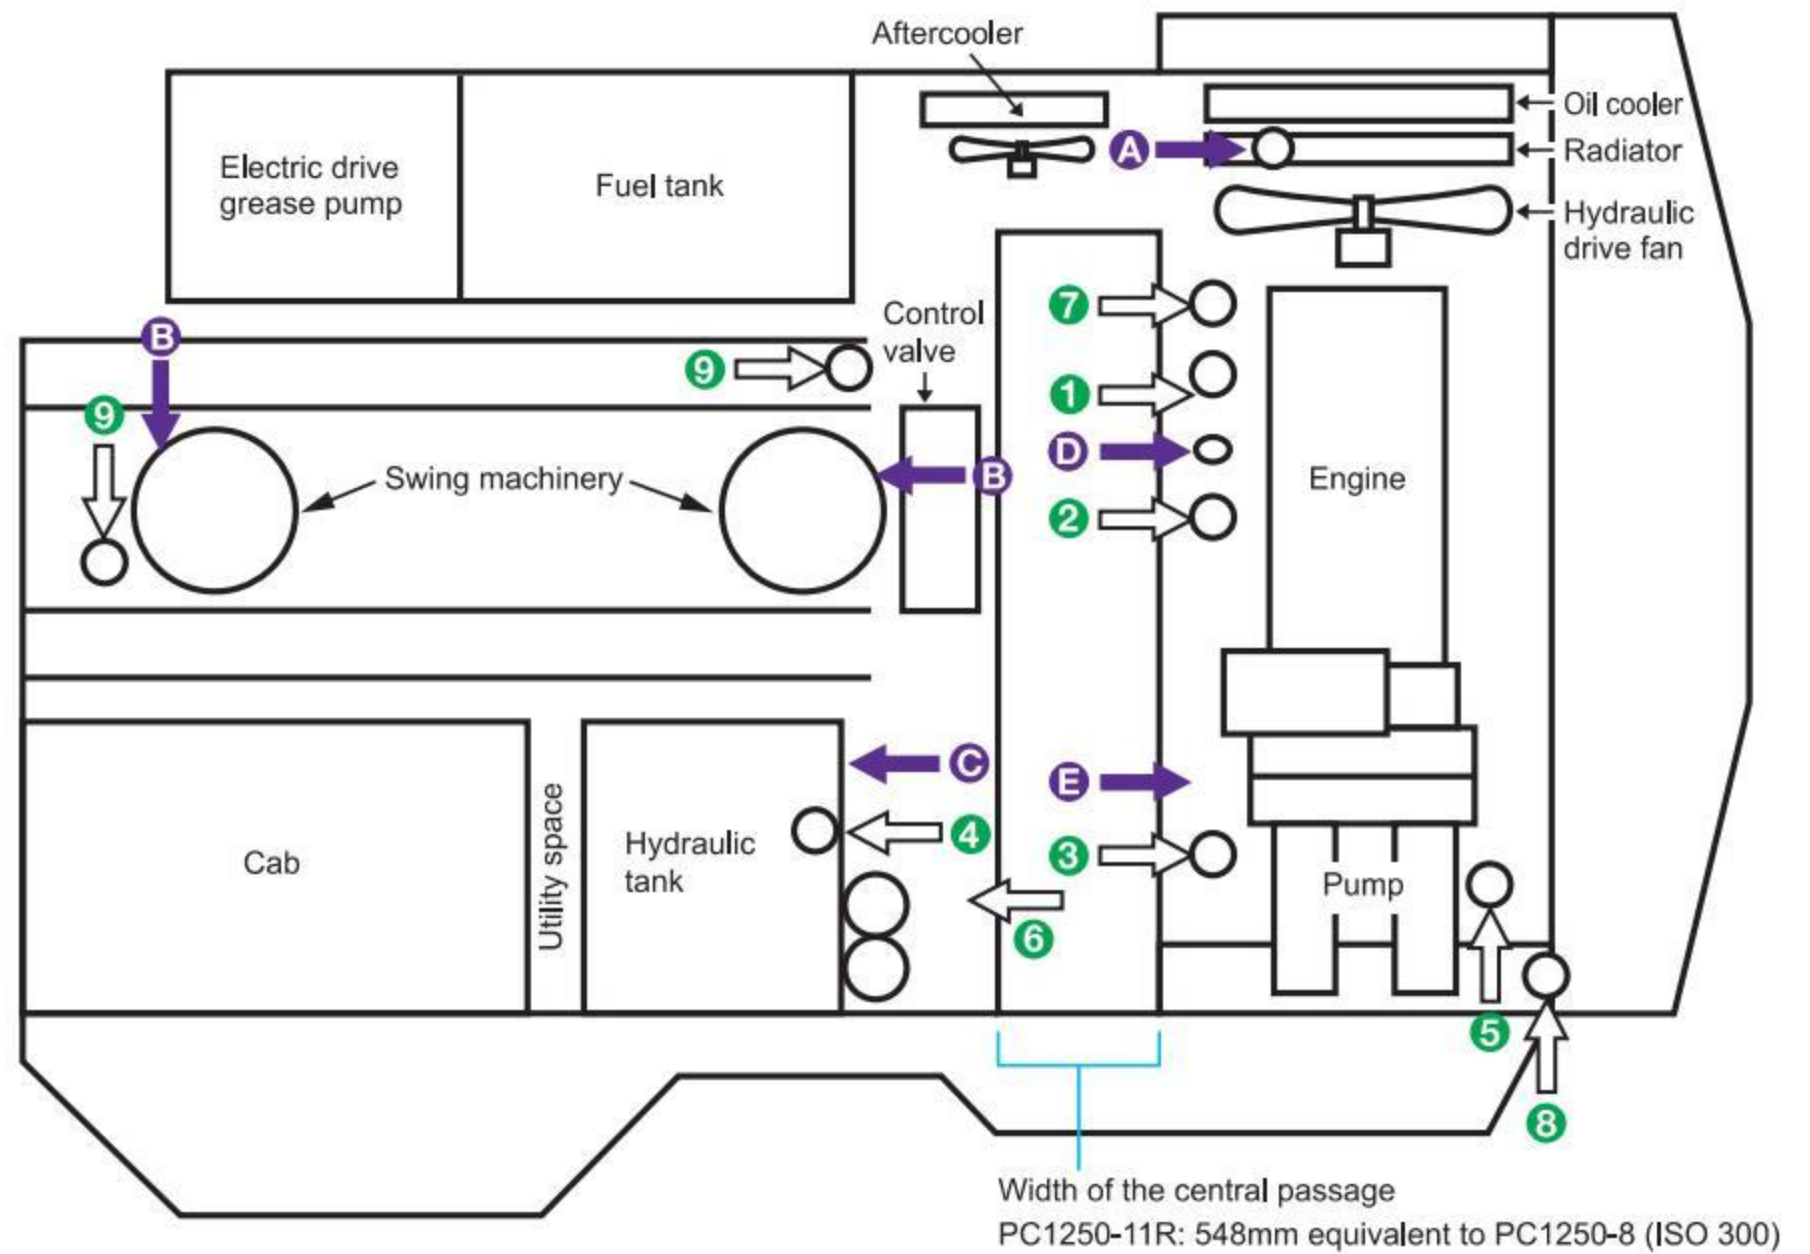 Aftercooler
Oil cooler
A
Radiator
Electric drive
grease pump
Fuel tank
Hydraulic
drive fan
7
Control
valve
B
9
1
9
D
B
Swing machinery
Engine
2
C
E
4
3
Utility space
Hydraulic
tank
Cab
Pump
6
5
8
Width of the central passage
PC1250-11R: 548mm equivalent to PC1250-8 (ISO 300)